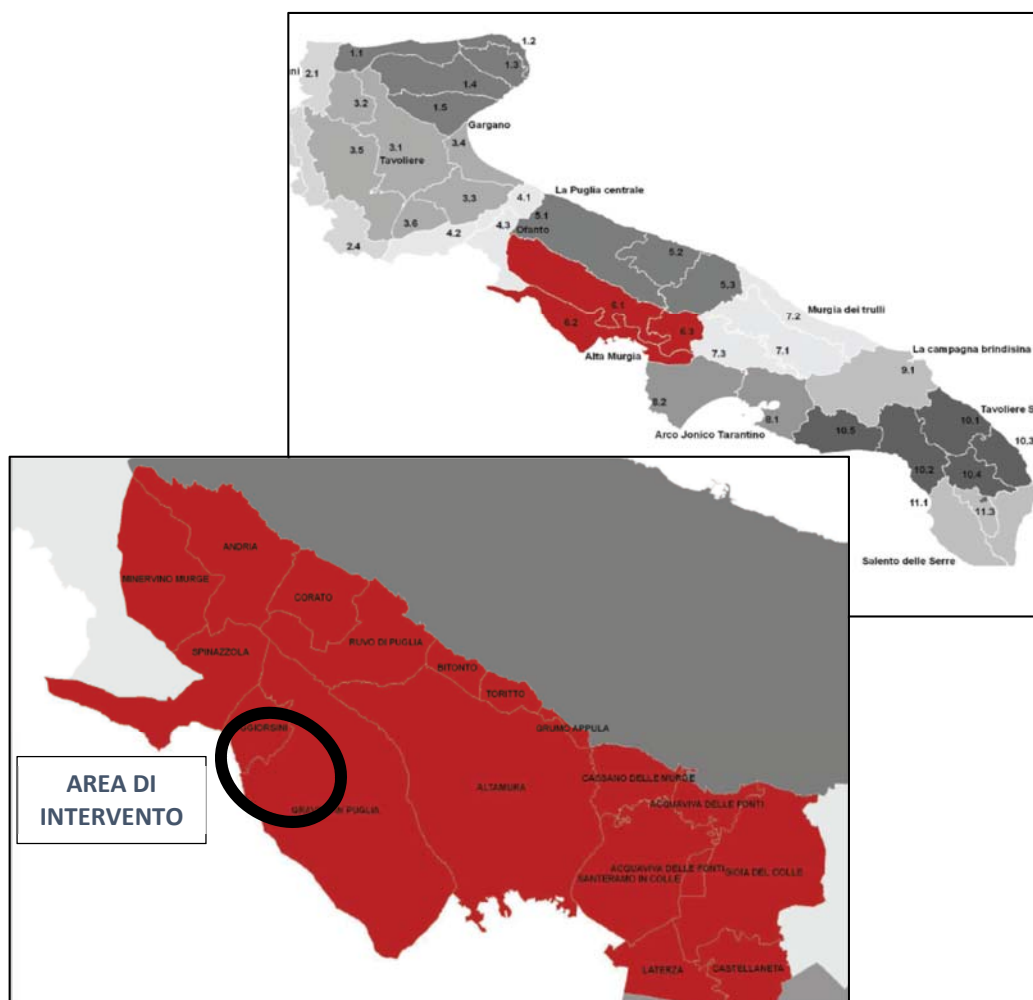 1.2
1.1
1.3
ni
2.1
1.4
3.2
1.5
Gargano
3.4
3.5
3.1
Tavoliere
La Puglia centrale
3.3
4.1
5.1
3.6
4.3
Ofanto
4.2
2.4
5.2
5.3
6.1
Murgia dei trulli
7.2
6.2
6.3
La campagna brindisina
Alta Murgia
7.3
7.1
9.1
8.2
Tavoliere S
8.1
10.1
Arco Jonico Tarantino
10.5
10.3
10.2
10.4
11.1
11.3
Salento delle Serre
ANDRIA
MINERVINO MURGE
CORATO
RUVO DI PUGLIA
SPINAZZOLA
BITONTO
TORITTO
GRUMO APPULA
OGIORSINI
AREA DI
INTERVENTO
CASSANO DELLE MURGE
ALTAMURA
ACQUAVIVA DELLE FONTI
DI PUGLIA
ACQUAVIVA DELLE FONTI
SANTERAMO IN COLLE
GIOIA DEL COLLE
LATERZA
CASTELLANETA